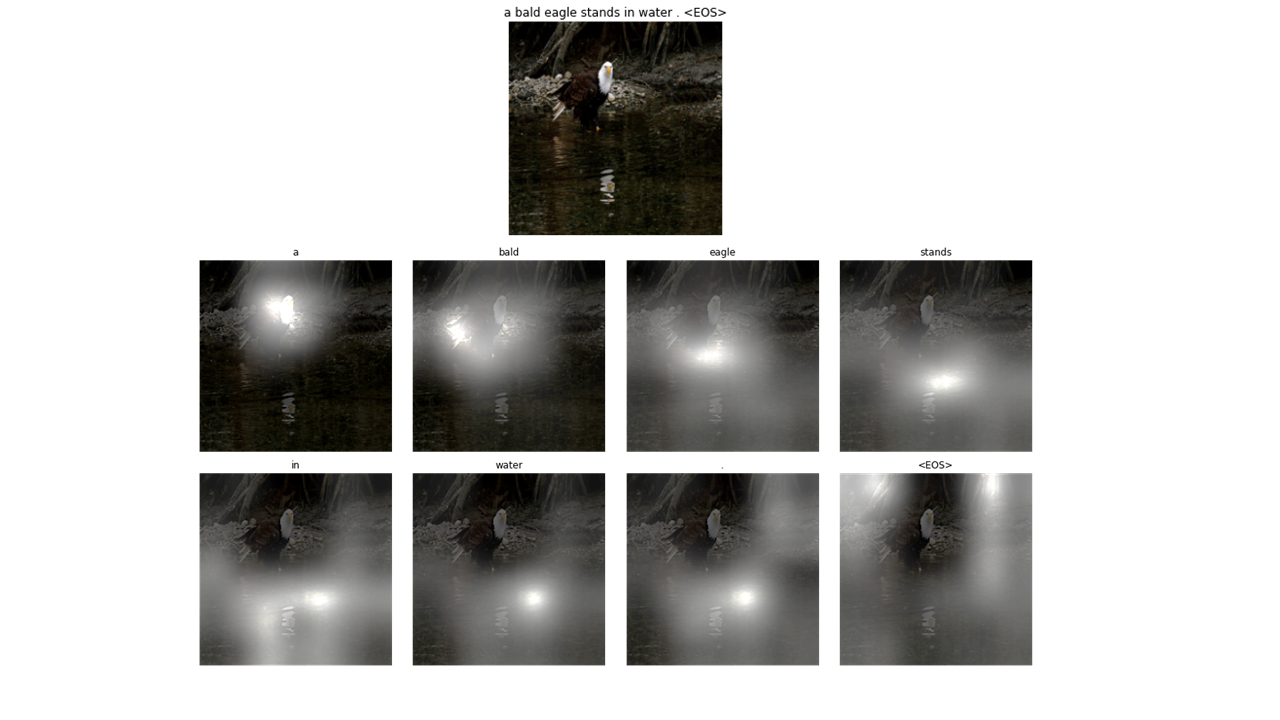 a bald eagle stands in water . <EOS>
a bald eagle stands
in water . <EOS>